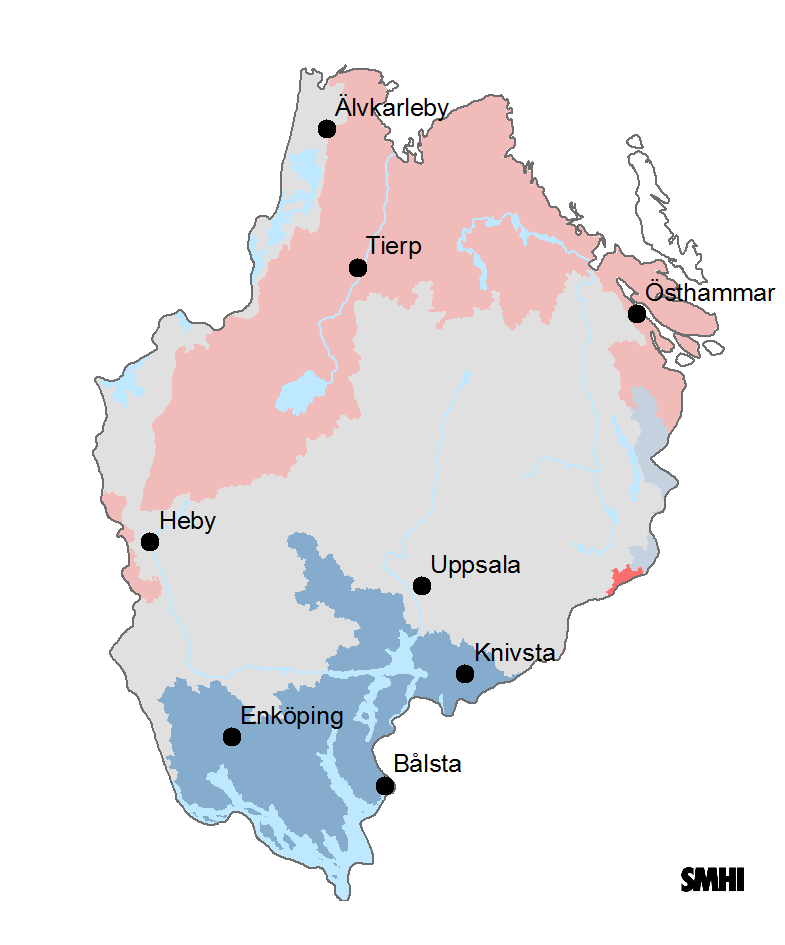 Älvkarleby
Tierp
Östhammar
Heby
Uppsala
Knivsta
Enköping
Bålsta
SMHI